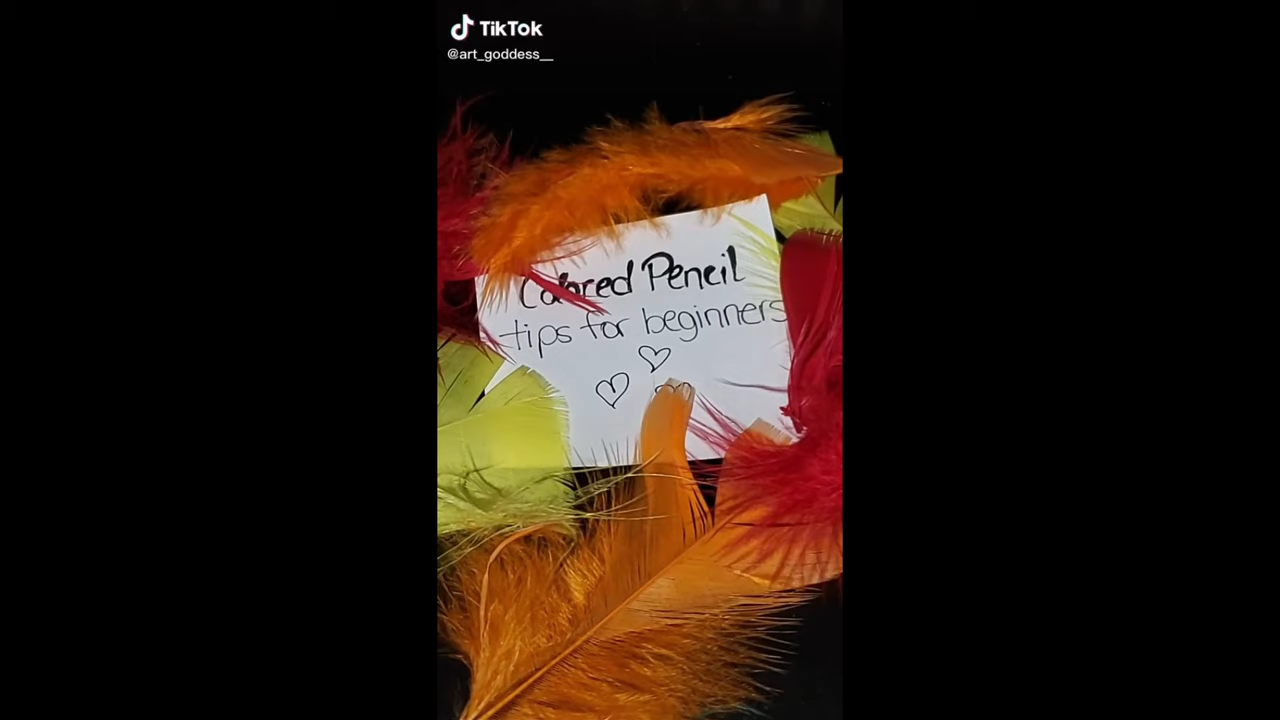 TikTok
@art_goddess__
Colored Pencil
tips for beginners